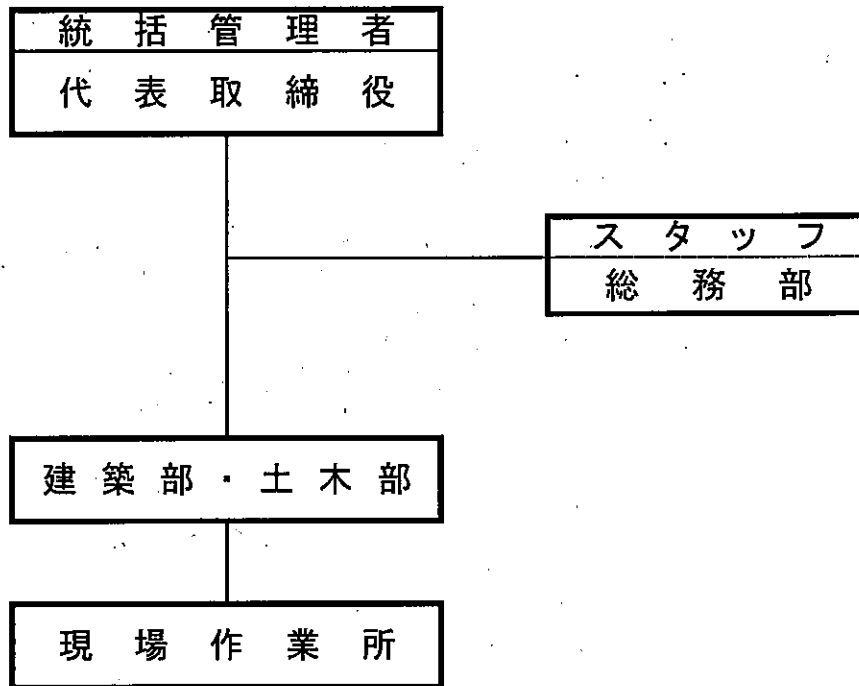 統括管理者
代表取締役
スタッフ
総務部
建築部・土木部
現場作業所